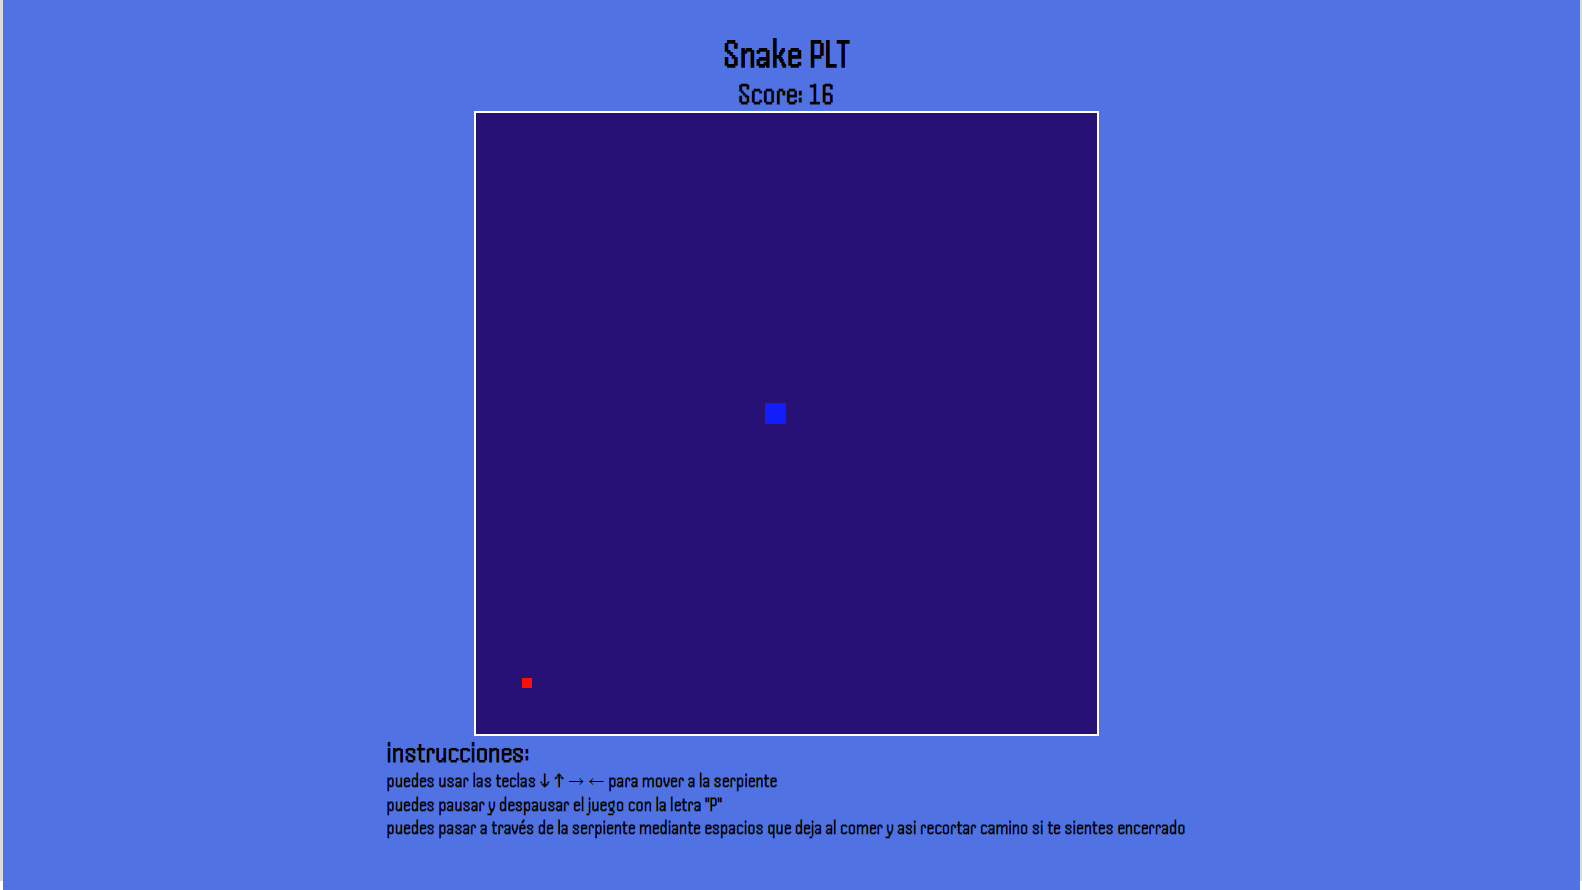 Snake PLT
Score: 16
instrucciones:
puedes usar las teclas ↓ ↑ → ← para mover a la serpiente
puedes pausar y despausar el juego con la letra "P"
puedes pasar a través de la serpiente mediante espacios que deja al comer y asi recortar camino si te sientes encerrado